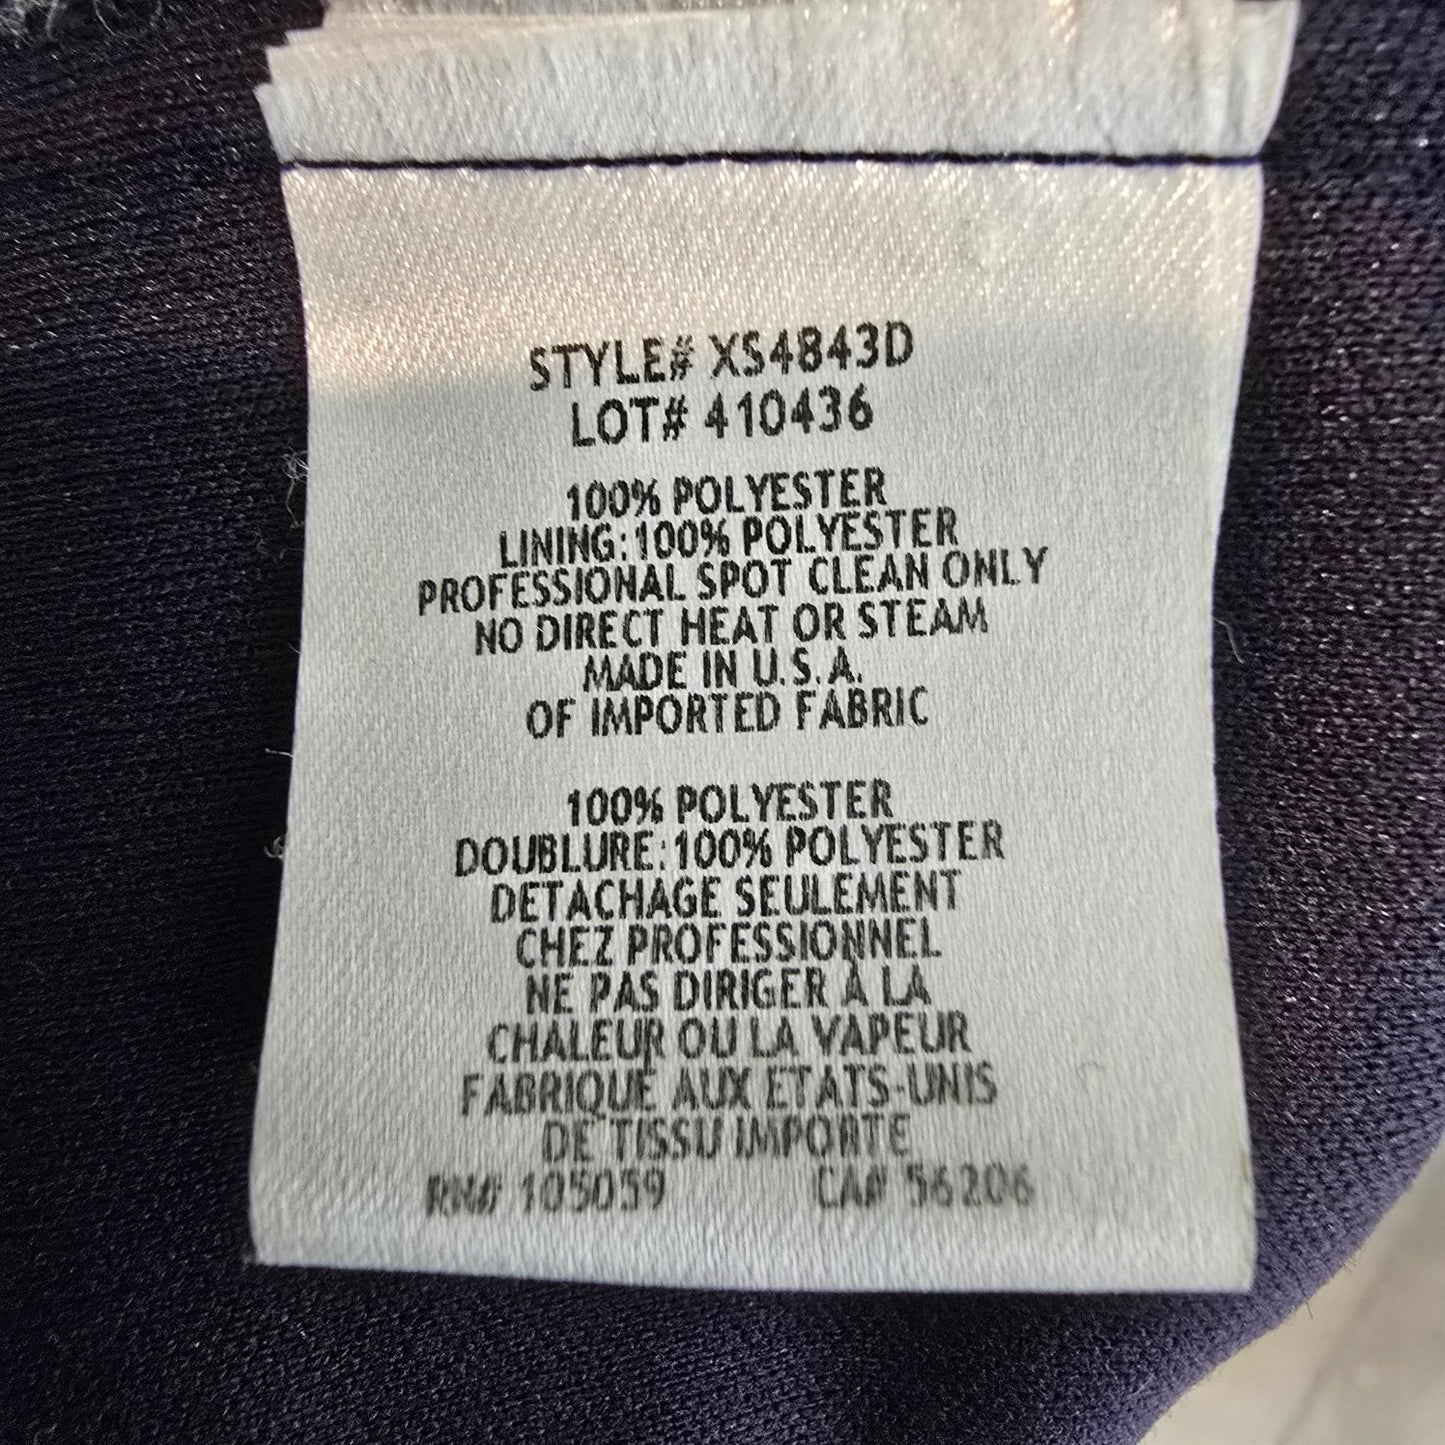 STYLE# XS4843D
LOT# 410436
100% POLYESTER
LINING:100% POLYESTER
PROFESSIONAL SPOT CLEAN ONLY
NO DIRECT HEAT OR STEAM
MADE IN U.S.A.
OF IMPORTED FABRIC
100% POLYESTER
DOUBLURE:100% POLYESTER
DETACHAGE SEULEMENT
CHEZ PROFESSIONNEL
NE PAS DIRIGER À LA
CHALEUR OU LA VAPEUR
FABRIQUE AUX ETATS-UNIS
DE TISSU IMPORTE
RN# 105059 CA# 56206